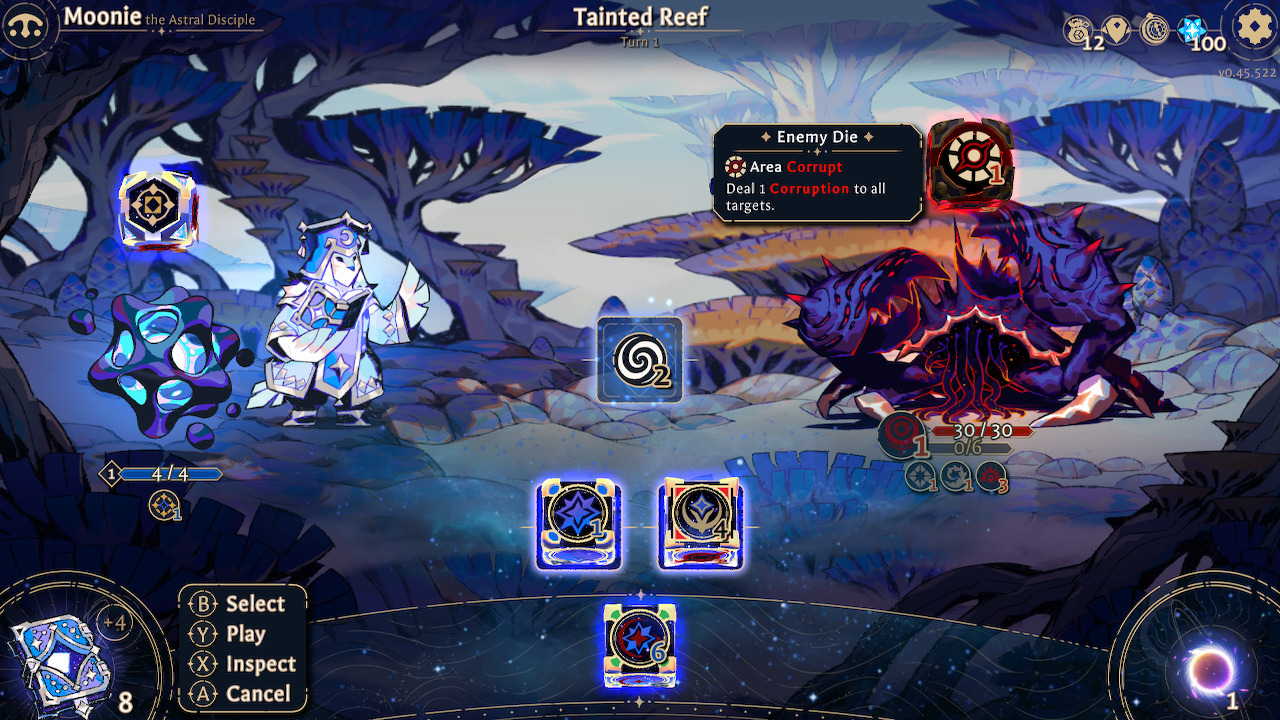 Moonie the Astral Disciple
Tainted Reef
Turn 1
12
100
v0.45.522
Enemy Die
Area Corrupt
Deal 1 Corruption to all
targets.
1
2
1 4/4
1
30/30
1
0/6
1 1 3
1 4
+4
B Select
Y Play
X Inspect
A Cancel
6
8
1